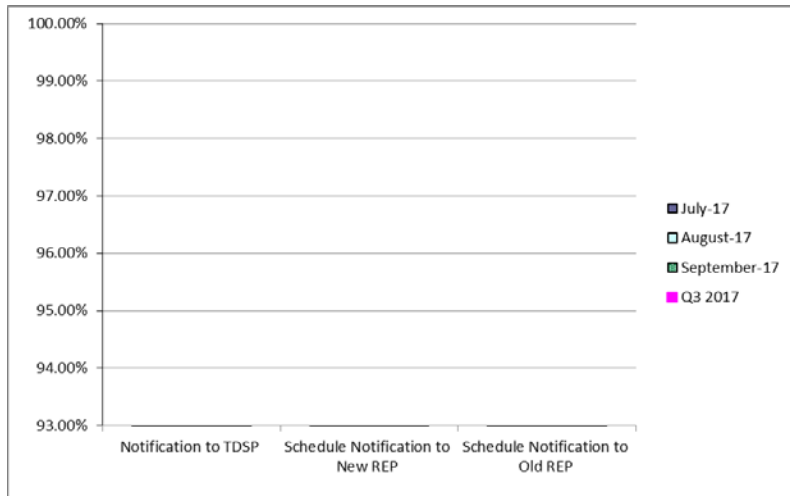 100.00%
99.00%
98.00%
97.00%
96.00%
95.00%
94.00%
93.00%
Notification to TDSP
Schedule Notification to
New REP
Schedule Notification to
Old REP
July-17
August-17
September-17
Q3 2017